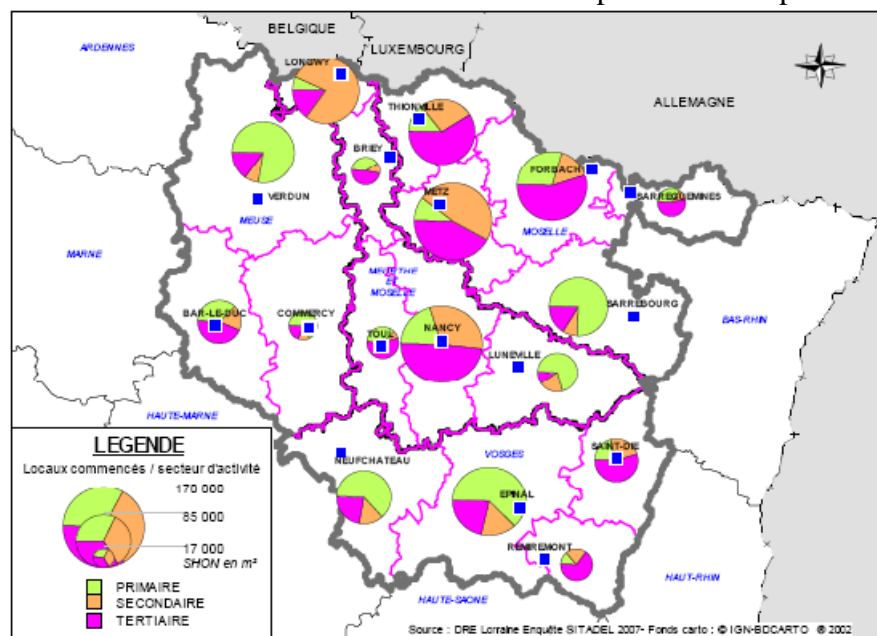 BELGIQUE
LUXEMBOURG
ARDENNES
LONGWY
ALLEMAGNE
THIONVILLE
BRIEY
FORBACH
METZ
SARREGUEMINES
VERDUN
MEUSE
MOSELLE
MARNE
MEURTHE
ET
MOSELLE
SARREBOURG
BAR-LE-DUC
COMMERCY
BAS-RHIN
TOUL
NANCY
LUNEVILLE
HAUTE-MARNE
LEGENDE
Locaux commencés / secteur d'activité
170 000
85 000
17 000
SHON en m²
PRIMAIRE
SECONDAIRE
TERTIAIRE
NEUFCHATEAU
VOSGES
SAINT-DIE
EPINAL
REMIREMONT
HAUT-RHIN
HAUTE-SAONE
Source : DRE Lorraine Enquête SITADEL 2007- Fonds carto : © IGN-BDCARTO ® 2002